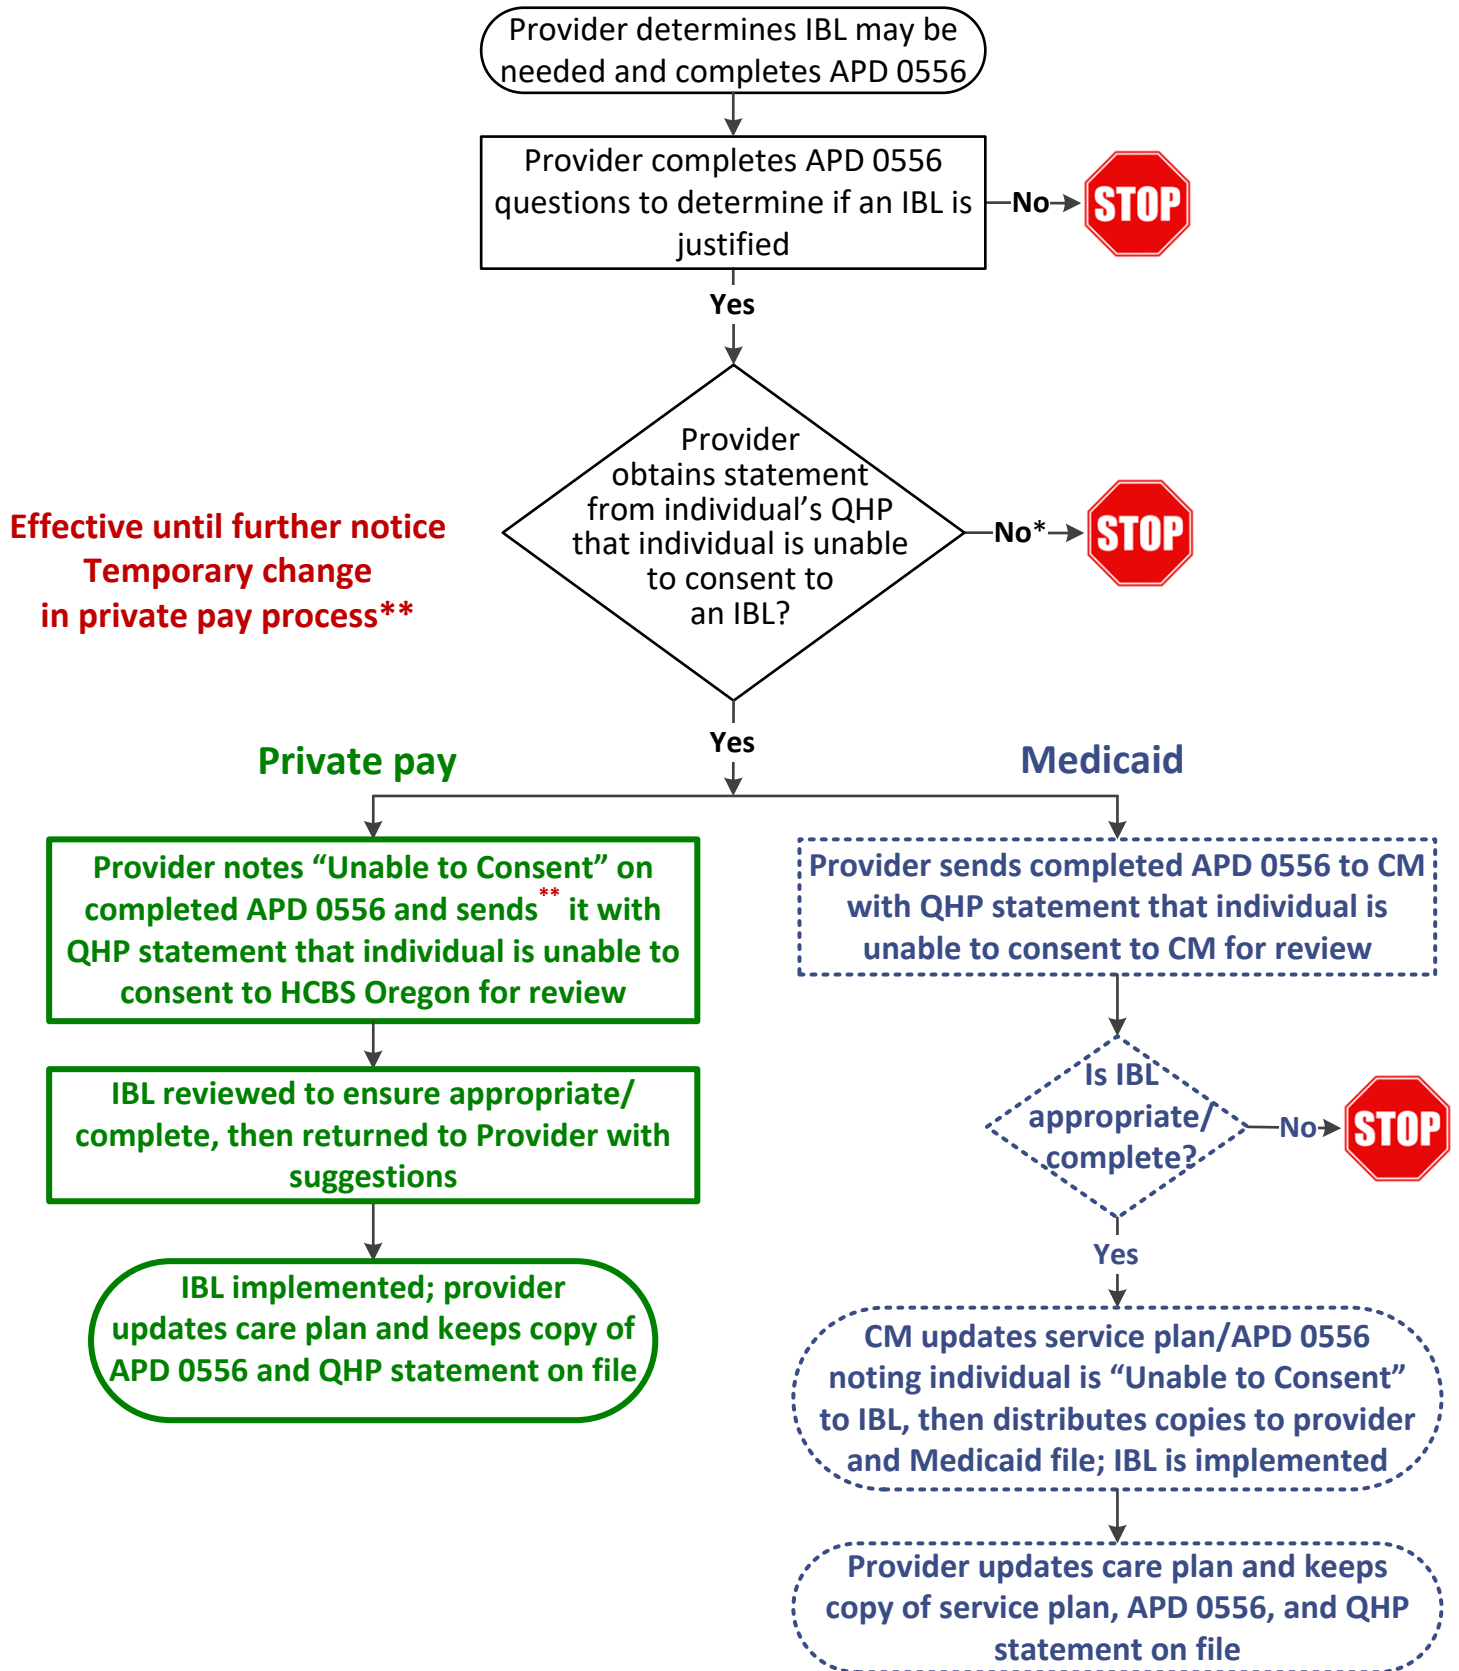 Provider determines IBL may be
needed and completes APD 0556
Provider completes APD 0556
questions to determine if an IBL is
justified
No
STOP
Yes
Provider
obtains statement
from individual’s QHP
that individual is unable
to consent to
an IBL?
No*
STOP
Effective until further notice
Temporary change
in private pay process**
Yes
Private pay
Medicaid
Provider notes “Unable to Consent” on
completed APD 0556 and sends** it with
QHP statement that individual is unable to
consent to HCBS Oregon for review
IBL reviewed to ensure appropriate/
complete, then returned to Provider with
suggestions
IBL implemented; provider
updates care plan and keeps copy of
APD 0556 and QHP statement on file
Provider sends completed APD 0556 to CM
with QHP statement that individual is
unable to consent to CM for review
Is IBL
appropriate/
complete?
No
STOP
Yes
CM updates service plan/APD 0556
noting individual is “Unable to Consent”
to IBL, then distributes copies to provider
and Medicaid file; IBL is implemented
Provider updates care plan and keeps
copy of service plan, APD 0556, and QHP
statement on file